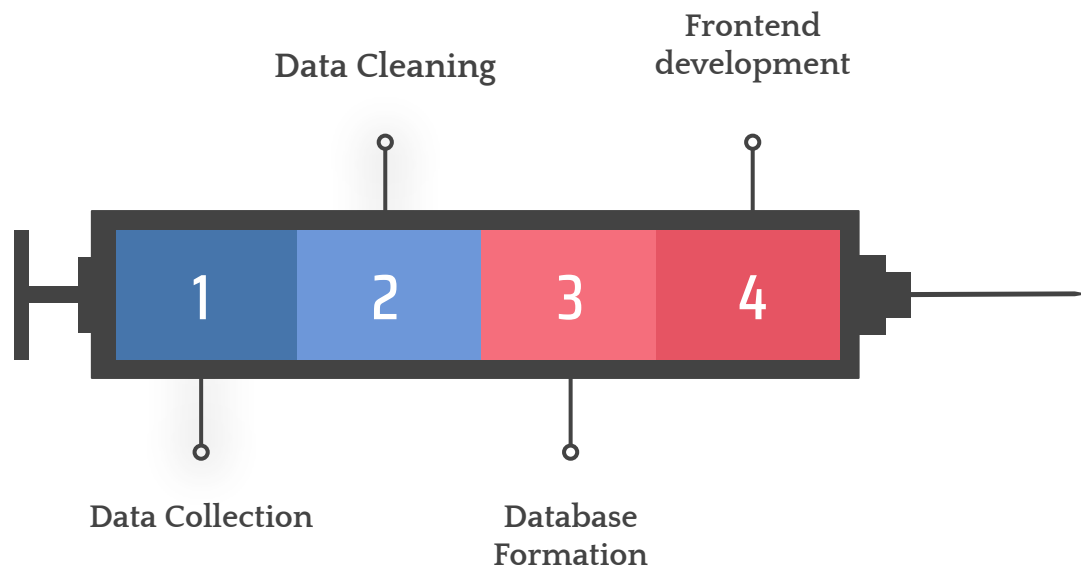 Frontend
development
Data Cleaning
1
2
3
4
Data Collection
Database
Formation